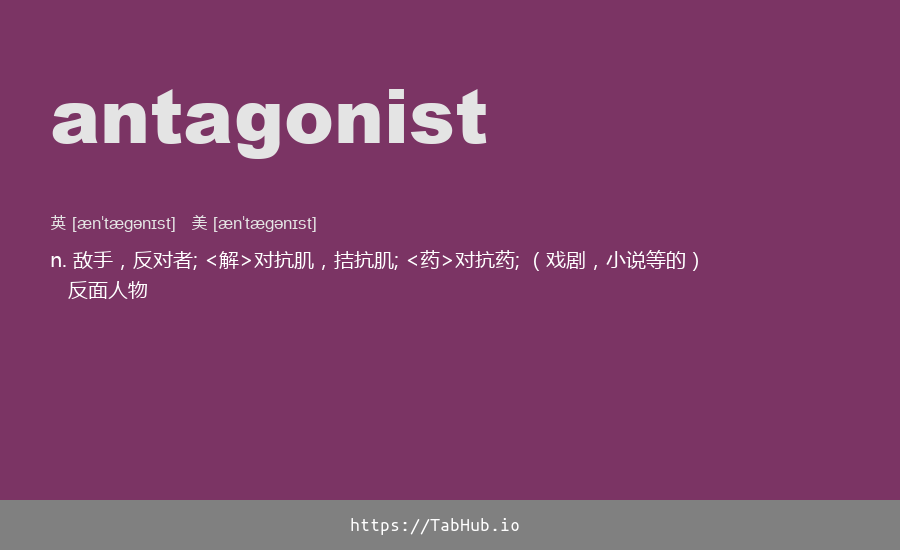 antagonist
英 [æn'tægənɪst] 美 [æn'tægənɪst]
n. 敌手，反对者; <解>对抗肌，拮抗肌; <药>对抗药; （戏剧，小说等的）
反面人物
https://TabHub.io